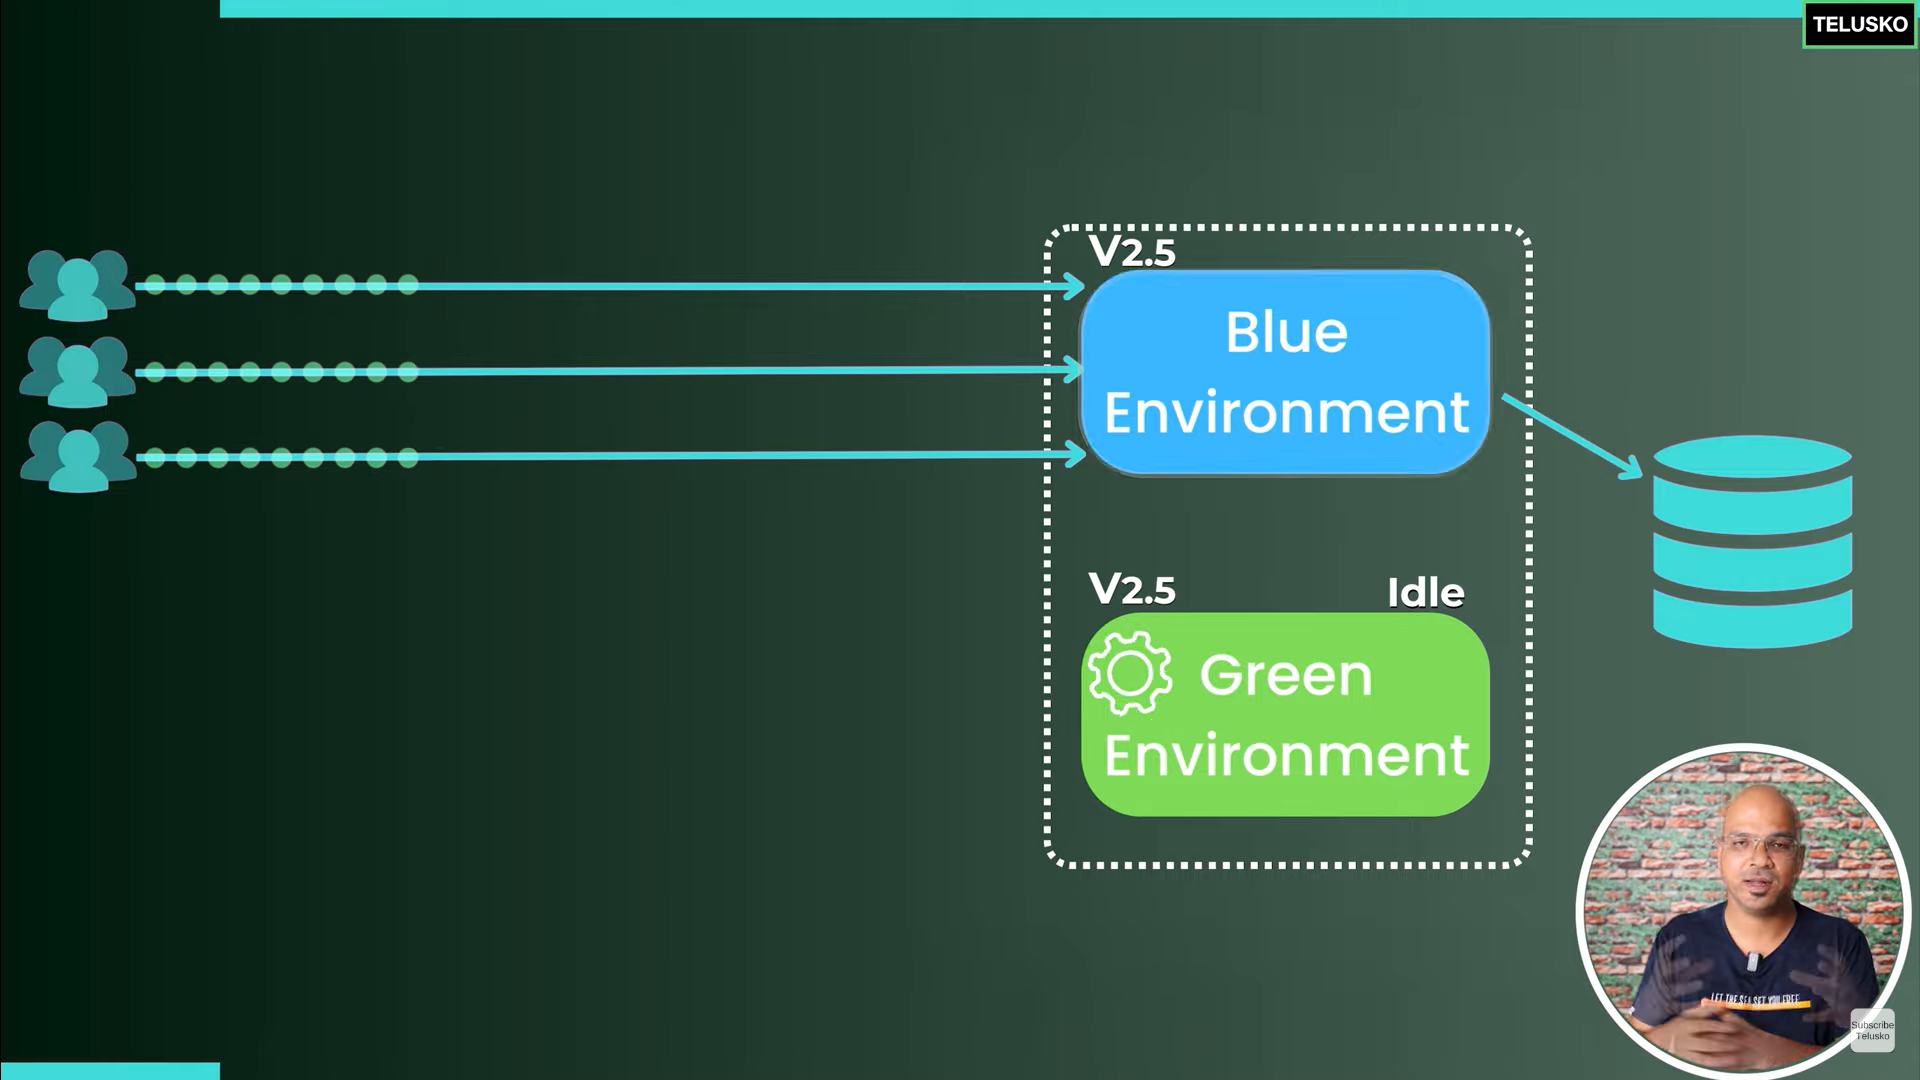 TELUSKO
V2.5
Blue
Environment
V2.5
Idle
Green
Environment
LET THE SEA SET YOU FREE
Subscribe
Telusko